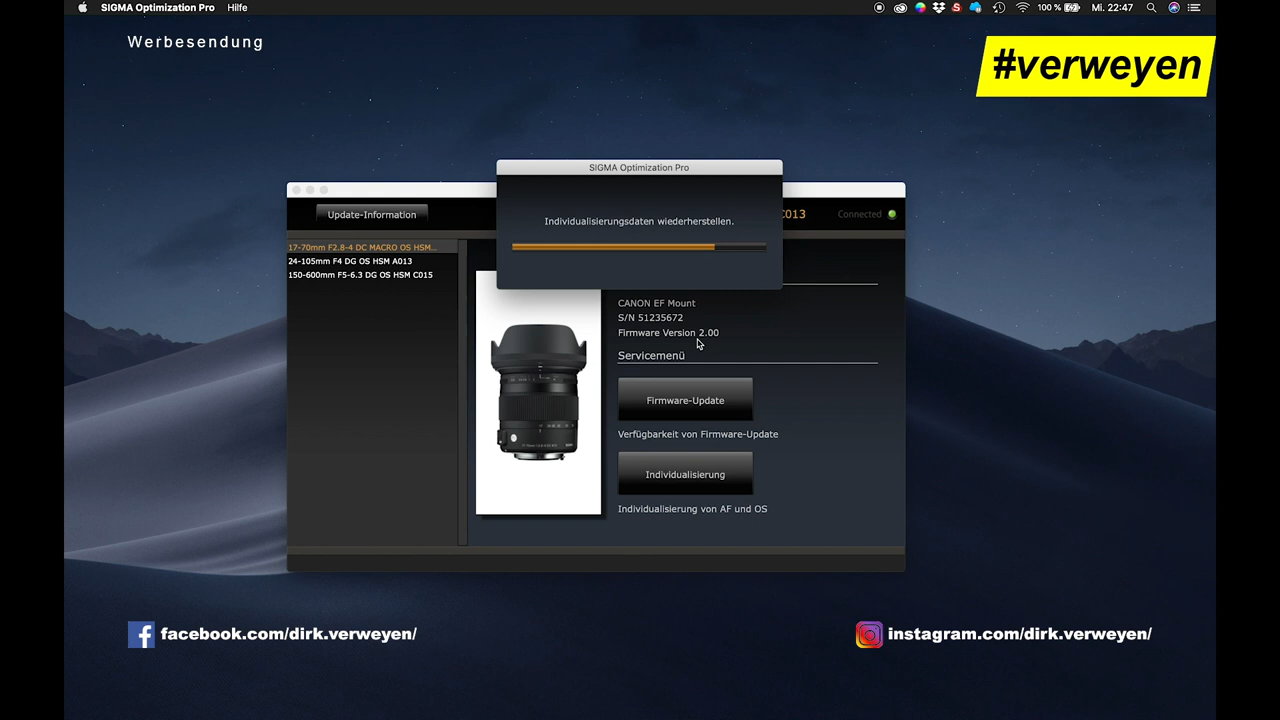 SIGMA Optimization Pro Hilfe
100 % Mi. 22:47
Werbesendung
#verweyen
SIGMA Optimization Pro
Individualisierungsdaten wiederherstellen.
Update-Information
C013
Connected
17-70mm F2.8-4 DC MACRO OS HSM...
24-105mm F4 DG OS HSM A013
150-600mm F5-6.3 DG OS HSM C015
CANON EF Mount
S/N 51235672
Firmware Version 2.00
Servicemenü
Firmware-Update
Verfügbarkeit von Firmware-Update
Individualisierung
Individualisierung von AF und OS
facebook.com/dirk.verweyen/
instagram.com/dirk.verweyen/